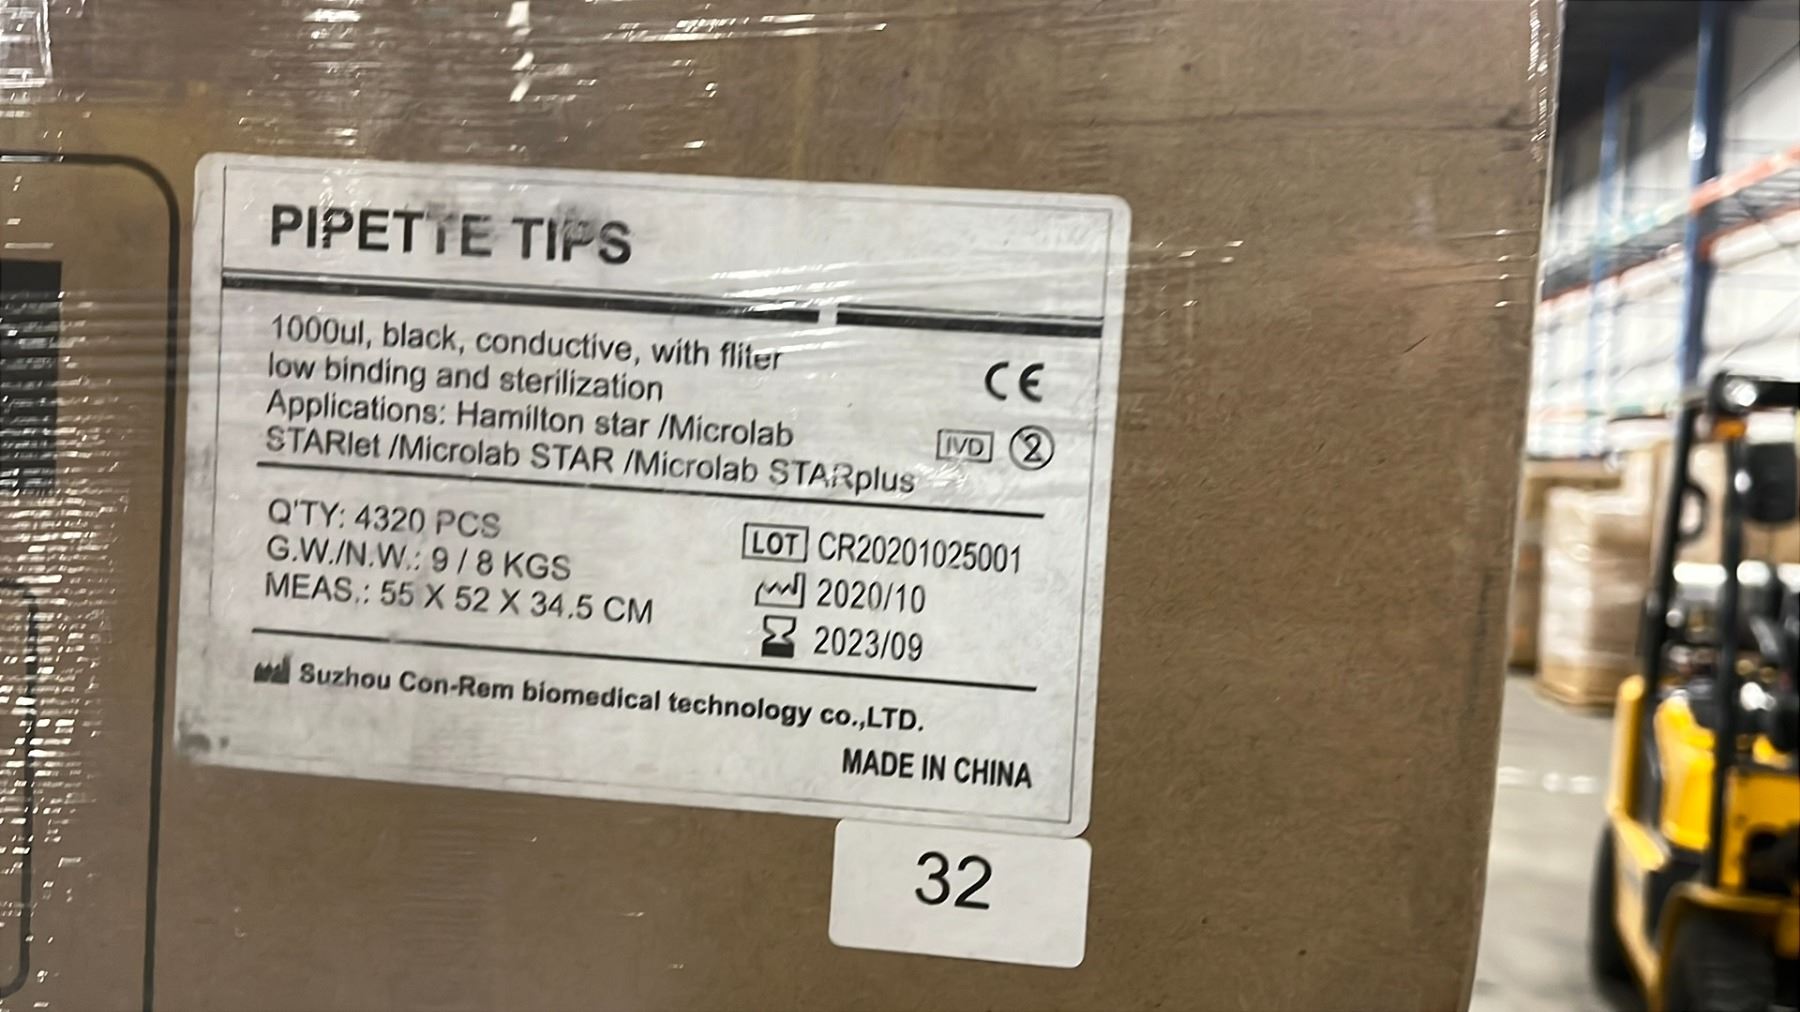 PIPETTE TIPS
1000ul, black, conductive, with fliter
low binding and sterilization
Applications: Hamilton star /Microlab
STARlet /Microlab STAR /Microlab STARplus
CE
IVD 2
Q'TY: 4320 PCS
G.W./N.W.: 9 / 8 KGS
MEAS.: 55 X 52 X 34.5 CM
LOT CR20201025001
2020/10
2023/09
Suzhou Con-Rem biomedical technology co.,LTD.
MADE IN CHINA
32